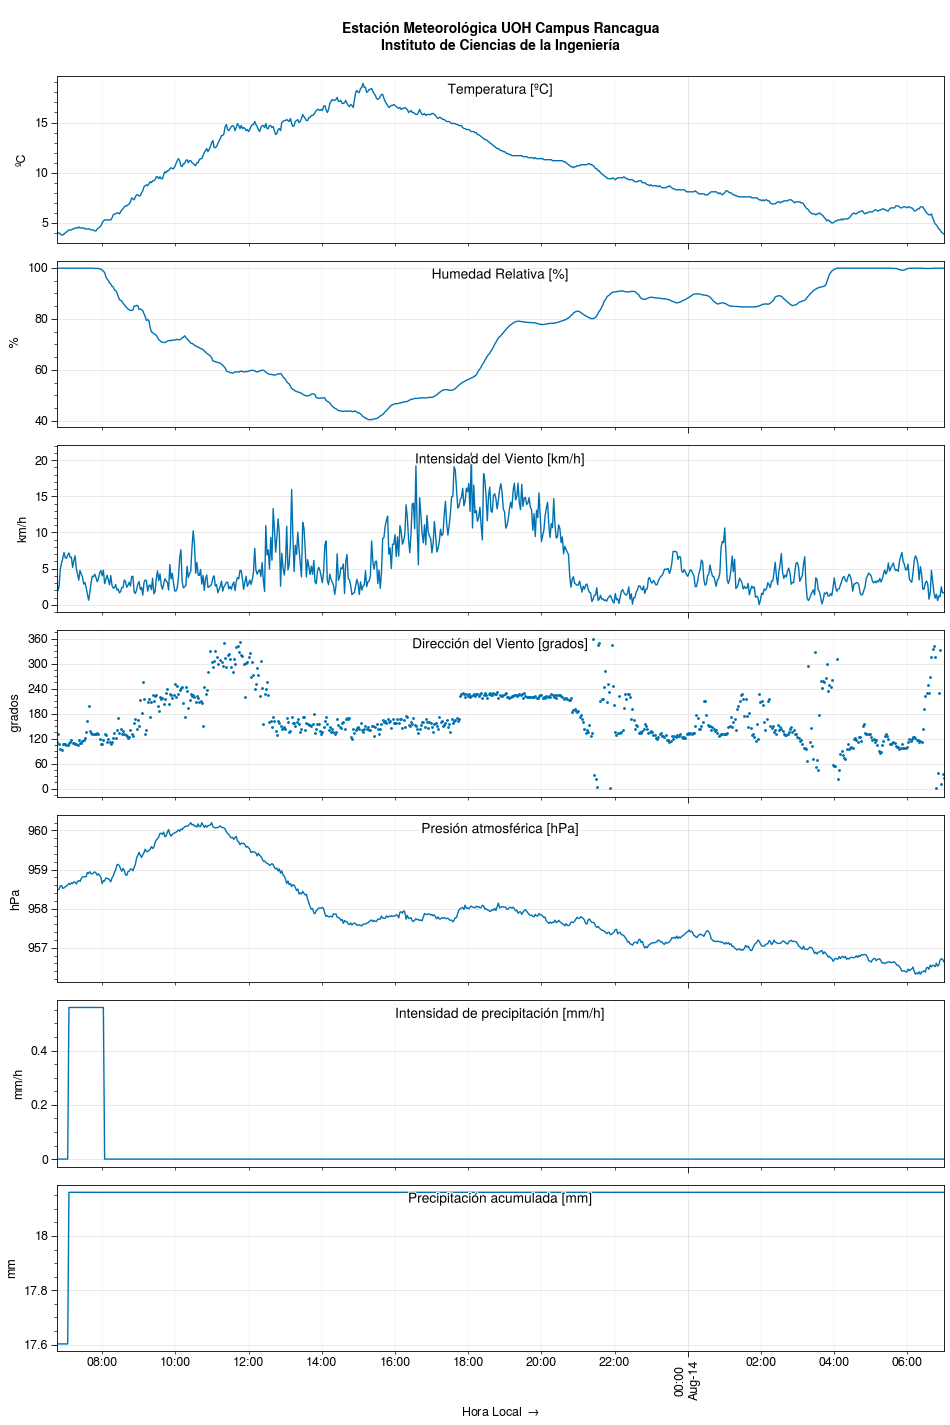 Estación Meteorológica UOH Campus Rancagua
Instituto de Ciencias de la Ingeniería
Temperatura [ºC]
ºC
15
10
5
Humedad Relativa [%]
%
100
80
60
40
Intensidad del Viento [km/h]
km/h
20
15
10
5
0
Dirección del Viento [grados]
grados
360
300
240
180
120
60
0
Presión atmosférica [hPa]
hPa
960
959
958
957
Intensidad de precipitación [mm/h]
mm/h
0.4
0.2
0
Precipitación acumulada [mm]
mm
18
17.8
17.6
08:00 10:00 12:00 14:00 16:00 18:00 20:00 22:00 00:00 02:00 04:00 06:00
Aug-14
Hora Local →